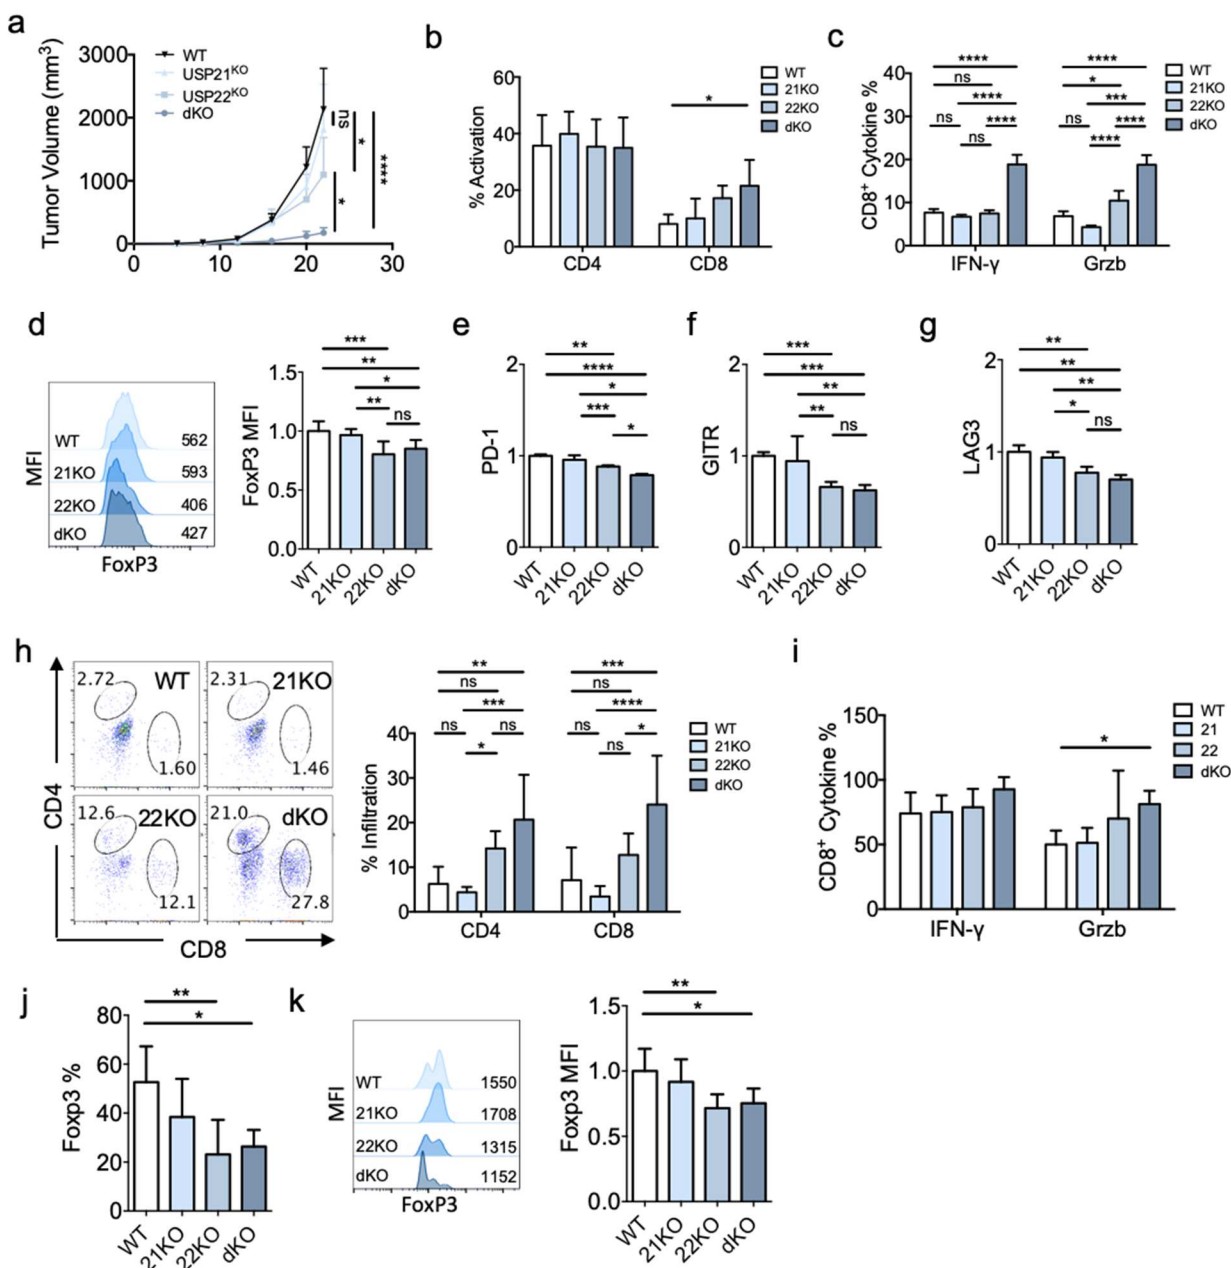 a
Tumor Volume (mm³)
3000
2000
1000
0
0 10 20 30
WT
USP21ᴷᴼ
USP22ᴷᴼ
dKO
ns
*
****
*
b
% Activation
60
40
20
0
CD4 CD8
*
WT
21KO
22KO
dKO
c
CD8⁺ Cytokine %
40
30
20
10
0
**** ****
ns *
**** ***
ns **** ns ****
ns ****
IFN-γ Grzb
WT
21KO
22KO
dKO
d
MFI
WT 562
21KO 593
22KO 406
dKO 427
FoxP3
FoxP3 MFI
1.5
1.0
0.5
0.0
***
**
*
**
ns
WT 21KO 22KO dKO
e
PD-1
2
1
0
**
****
*
***
*
WT 21KO 22KO dKO
f
GITR
2
1
0
***
***
**
**
ns
WT 21KO 22KO dKO
g
LAG3
2
1
0
**
**
**
*
ns
WT 21KO 22KO dKO
h
CD4
2.72 WT
1.60
2.31 21KO
1.46
12.6 22KO
12.1
21.0 dKO
27.8
CD8
% Infiltration
40
30
20
10
0
** ***
ns ns
*** ****
ns ns ns *
* ns
CD4 CD8
WT
21KO
22KO
dKO
i
CD8⁺ Cytokine %
150
100
50
0
*
IFN-γ Grzb
WT
21
22
dKO
j
Foxp3 %
80
60
40
20
0
**
*
WT 21KO 22KO dKO
k
MFI
WT 1550
21KO 1708
22KO 1315
dKO 1152
FoxP3
Foxp3 MFI
1.5
1.0
0.5
0.0
**
*
WT 21KO 22KO dKO